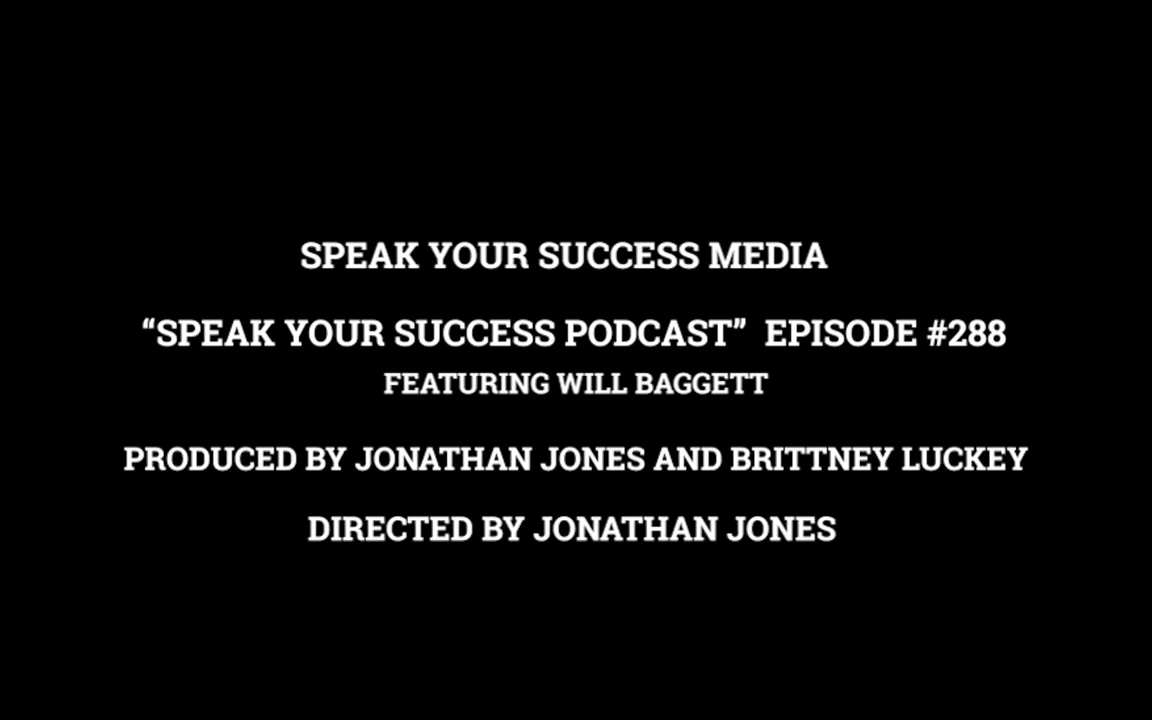 SPEAK YOUR SUCCESS MEDIA
“SPEAK YOUR SUCCESS PODCAST” EPISODE #288
FEATURING WILL BAGGETT
PRODUCED BY JONATHAN JONES AND BRITTNEY LUCKEY
DIRECTED BY JONATHAN JONES